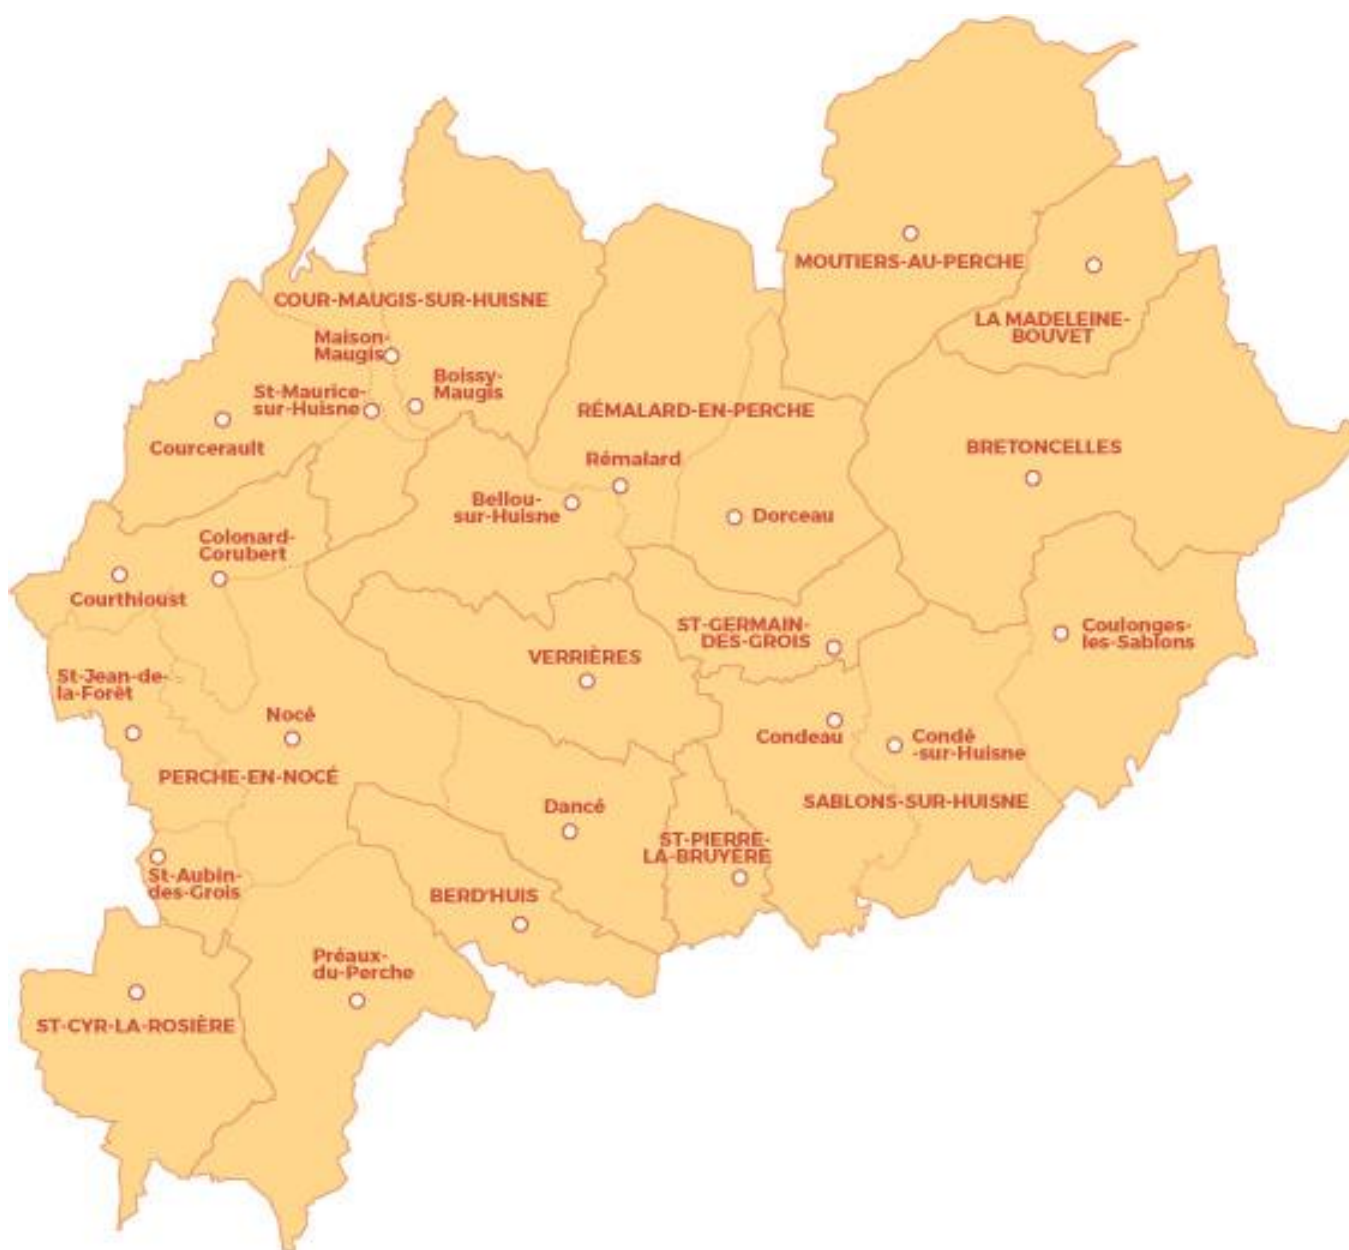 MOUTIERS-AU-PERCHE
COUR-MAUGIS-SUR-HUISNE
LA MADELEINE-
BOUVET
Maison-
Maugis
Boissy-
Maugis
St-Maurice-
sur-Huisne
RÉMALARD-EN-PERCHE
Courcerault
BRETONCELLES
Rémalard
Bellou-
sur-Huisne
Dorceau
Colonard-
Corubert
Courthioust
ST-GERMAIN-
DES-GROIS
Coulonges-
les-Sablons
VERRIÈRES
St-Jean-de-
la-Forêt
Nocé
Condeau
Condé
-sur-Huisne
PERCHE-EN-NOCÉ
SABLONS-SUR-HUISNE
Dancé
ST-PIERRE-
LA-BRUYÈRE
St-Aubin-
des-Grois
BERD'HUIS
Préaux-
du-Perche
ST-CYR-LA-ROSIÈRE